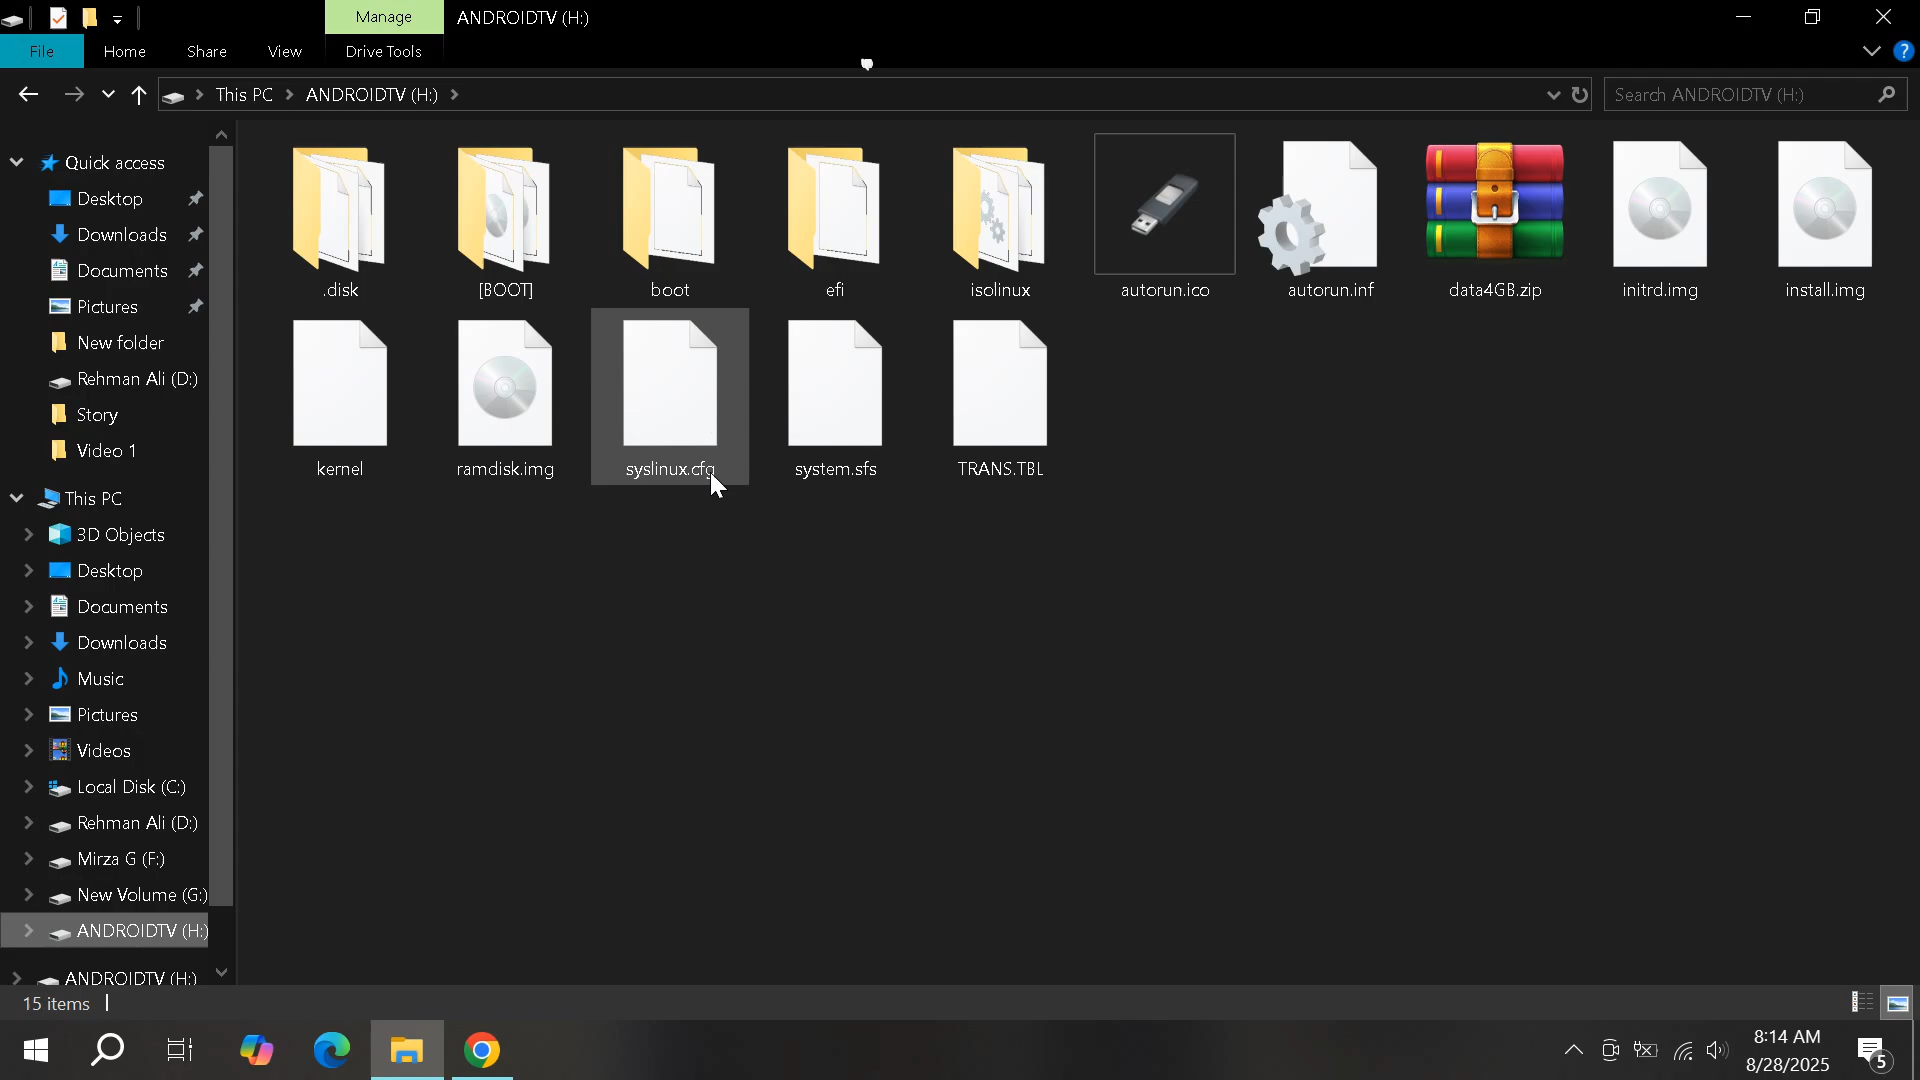 Manage
ANDROIDTV (H:)
File
Home
Share
View
Drive Tools
?
This PC
ANDROIDTV (H:)
Search ANDROIDTV (H:)
Quick access
Desktop
Downloads
Documents
Pictures
New folder
Rehman Ali (D:)
Story
Video 1
This PC
3D Objects
Desktop
Documents
Downloads
Music
Pictures
Videos
Local Disk (C:)
Rehman Ali (D:)
Mirza G (F:)
New Volume (G:)
ANDROIDTV (H:)
ANDROIDTV (H:)
.disk
[BOOT]
boot
efi
isolinux
autorun.ico
autorun.inf
data4GB.zip
initrd.img
install.img
kernel
ramdisk.img
syslinux.cfg
system.sfs
TRANS.TBL
15 items
8:14 AM
8/28/2025
5